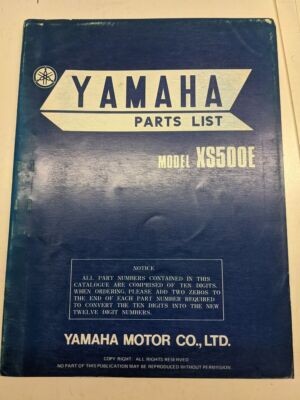 YAMAHA
PARTS LIST
MODEL XS500E
NOTICE
ALL PART NUMBERS CONTAINED IN THIS
CATALOGUE ARE COMPRISED OF TEN DIGITS.
WHEN ORDERING, PLEASE ADD TWO ZEROS TO
THE END OF EACH PART NUMBER REQUIRED
TO CONVERT THE TEN DIGITS INTO THE NEW
TWELVE DIGIT NUMBERS.
YAMAHA MOTOR CO., LTD.
COPY RIGHT. ALL RIGHTS RESERVED
NO PART OF THIS PUBLICATION MAY BE REPRODUCED WITHOUT PERMISSION.